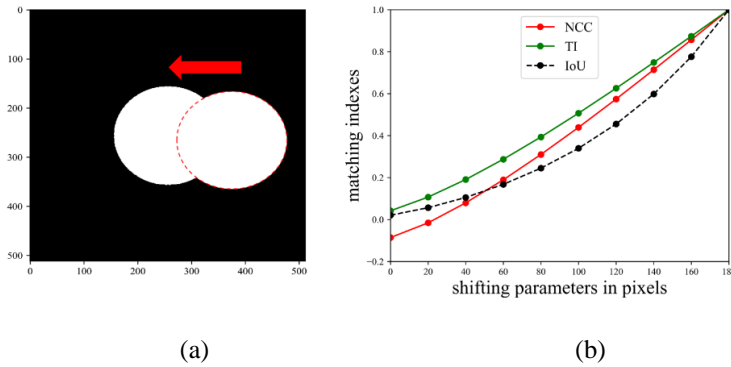 0
100
200
300
400
500
0 100 200 300 400 500
(a)
matching indexes
1.0
0.8
0.6
0.4
0.2
0.0
−0.2
NCC
TI
IoU
0 20 40 60 80 100 120 140 160 18
shifting parameters in pixels
(b)